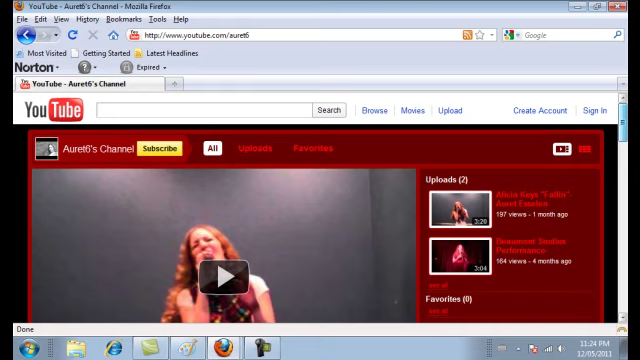 YouTube - Auret6's Channel - Mozilla Firefox
File Edit View History Bookmarks Tools Help
http://www.youtube.com/auret6
Google
Most Visited Getting Started Latest Headlines
Norton Expired
YouTube - Auret6's Channel
YouTube Search Browse Movies Upload Create Account Sign In
Auret6's Channel Subscribe All Uploads Favorites
Uploads (2)
Alicia Keys "Fallin"-
Auret Esselen
197 views - 1 month ago
3:20
Beaumont Studios
Performance
164 views - 4 months ago
3:04
see all
Favorites (0)
see all
Done
11:24 PM
12/05/2011